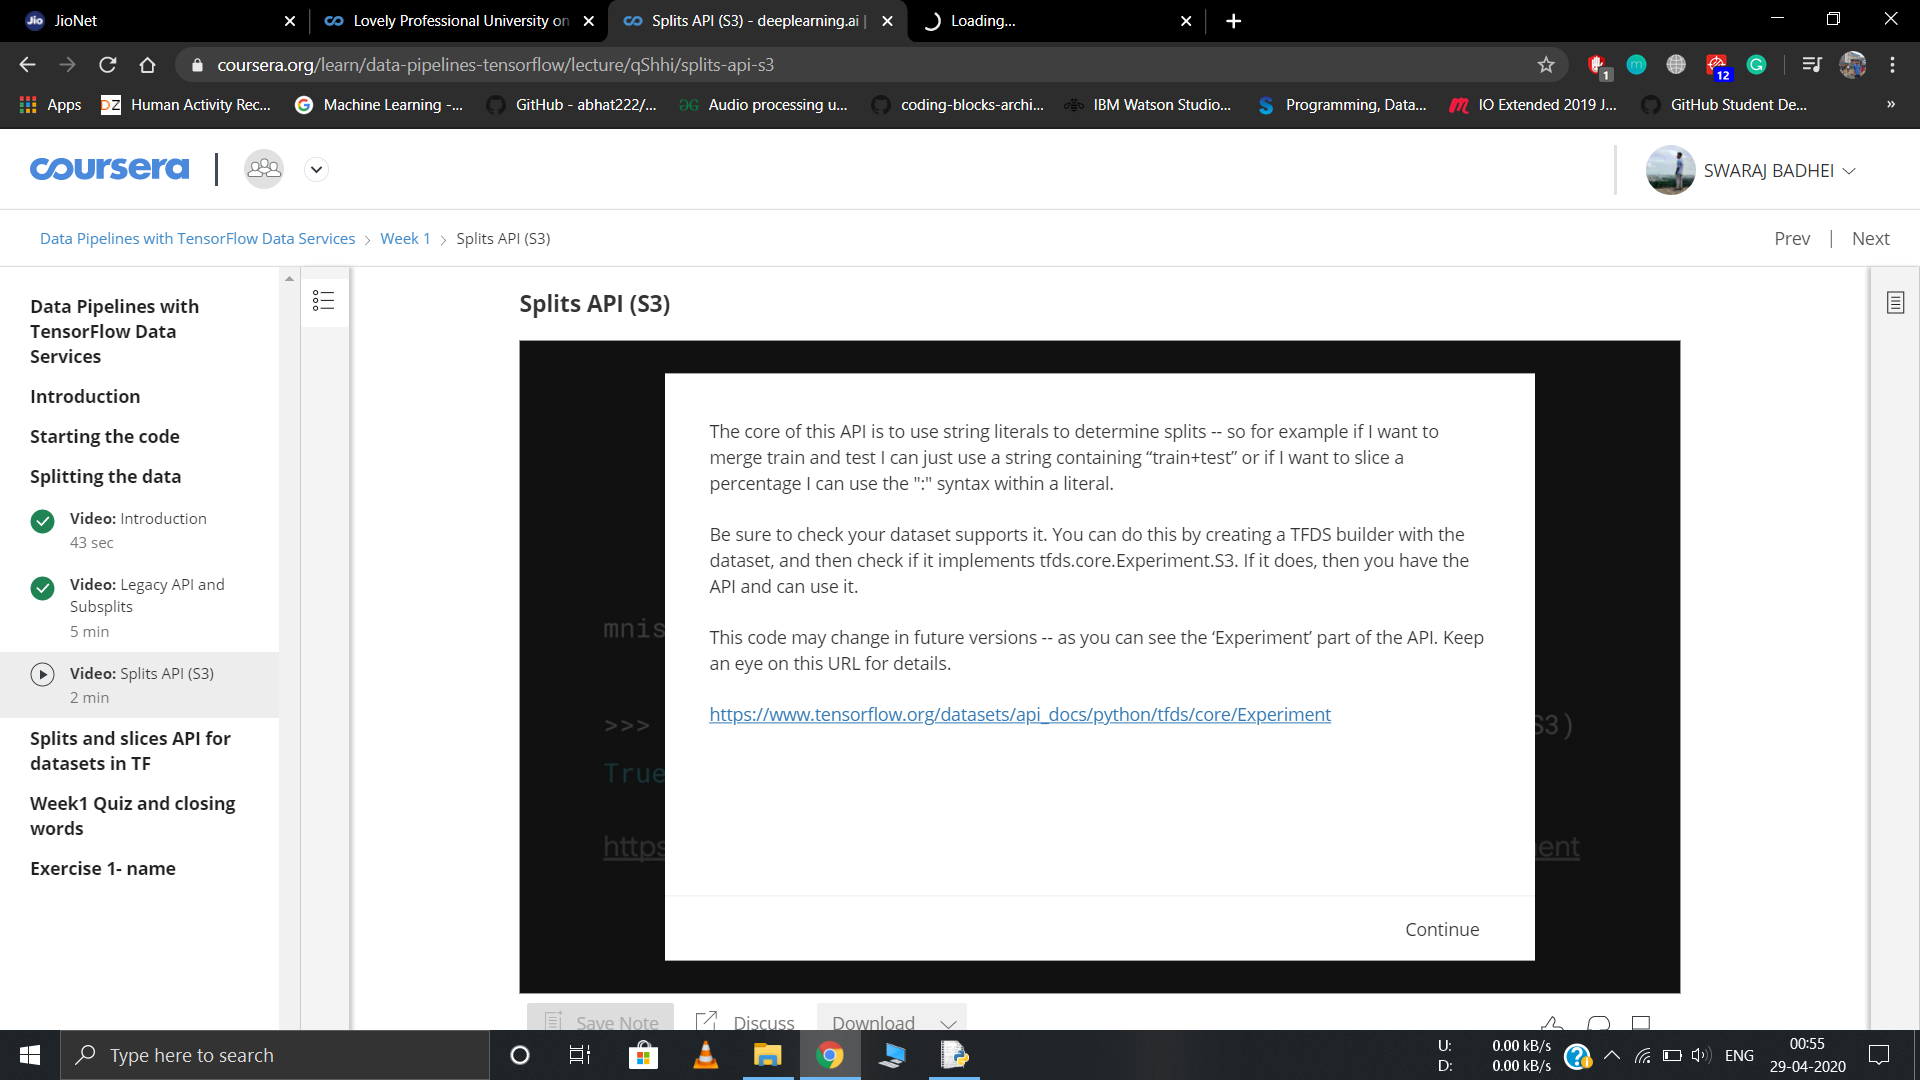 JioNet
Lovely Professional University on
Splits API (S3) - deeplearning.ai |
Loading...
coursera.org/learn/data-pipelines-tensorflow/lecture/qShhi/splits-api-s3
1
12
Apps
Human Activity Rec...
Machine Learning -...
GitHub - abhat222/...
Audio processing u...
coding-blocks-archi...
IBM Watson Studio...
Programming, Data...
IO Extended 2019 J...
GitHub Student De...
»
coursera
SWARAJ BADHEI
Data Pipelines with TensorFlow Data Services > Week 1 > Splits API (S3)
Prev | Next
Data Pipelines with
TensorFlow Data
Services
Introduction
Starting the code
Splitting the data
Video: Introduction
43 sec
Video: Legacy API and
Subsplits
5 min
Video: Splits API (S3)
2 min
Splits and slices API for
datasets in TF
Week1 Quiz and closing
words
Exercise 1- name
Splits API (S3)
The core of this API is to use string literals to determine splits -- so for example if I want to
merge train and test I can just use a string containing “train+test” or if I want to slice a
percentage I can use the ":" syntax within a literal.
Be sure to check your dataset supports it. You can do this by creating a TFDS builder with the
dataset, and then check if it implements tfds.core.Experiment.S3. If it does, then you have the
API and can use it.
This code may change in future versions -- as you can see the ‘Experiment’ part of the API. Keep
an eye on this URL for details.
https://www.tensorflow.org/datasets/api_docs/python/tfds/core/Experiment
Continue
mnis
>>> S3)
True
https ent
Save Note
Discuss
Download
Type here to search
U: 0.00 kB/s
D: 0.00 kB/s
ENG
00:55
29-04-2020